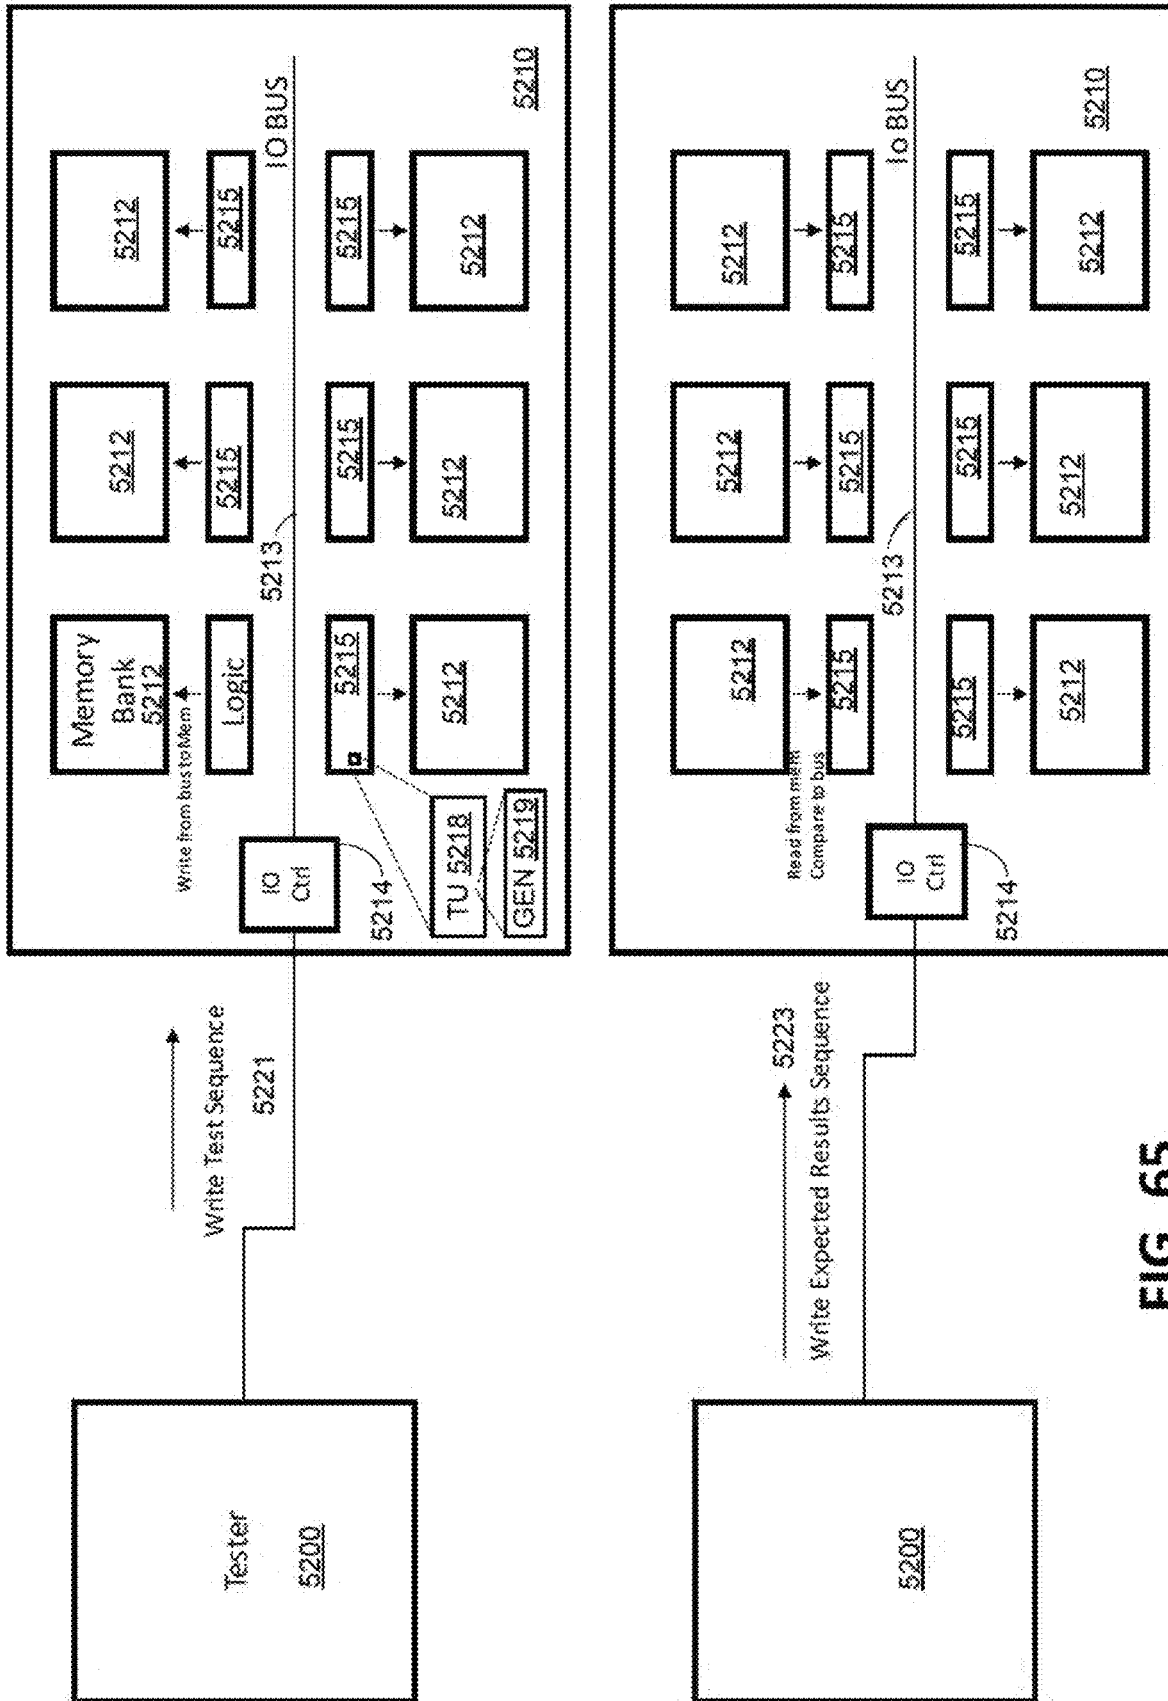 Memory
Bank
5212
5212
5212
Write from bus to Mem
Logic
5215
5215
Write Test Sequence
Tester
5221
IO
Ctrl
5213
IO BUS
5200
5215
5215
5215
5214
TU 5218
5212
5212
5212
GEN 5219
5210
5212
5212
5212
Read from mem
Compare to bus
5215
5215
5215
5223
Write Expected Results Sequence
IO
Ctrl
5213
Io BUS
5200
5215
5215
5215
5214
5212
5212
5212
5210
FIG. 65